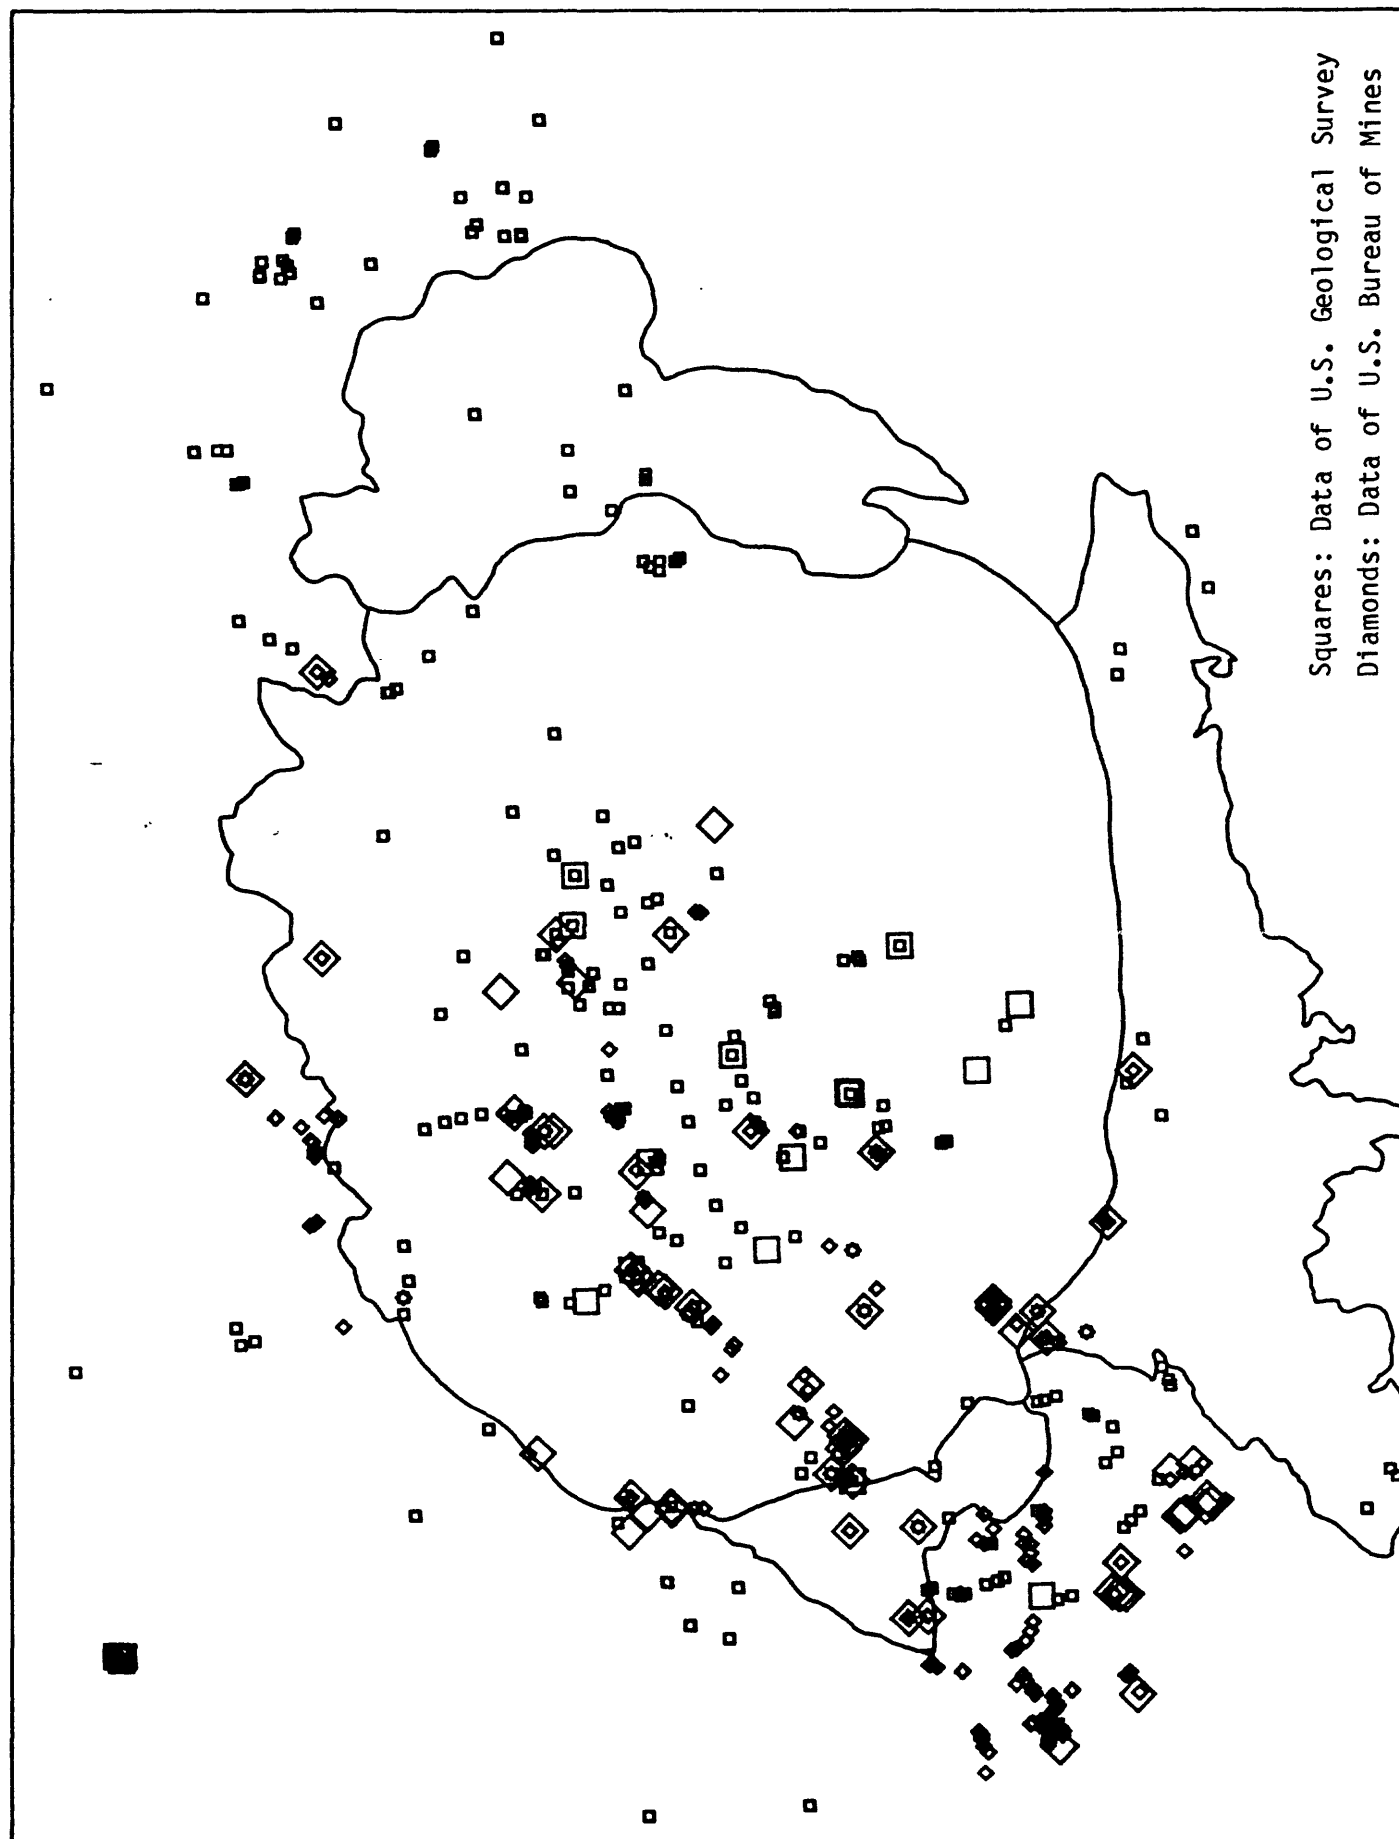 Squares: Data of U.S. Geological Survey
Diamonds: Data of U.S. Bureau of Mines